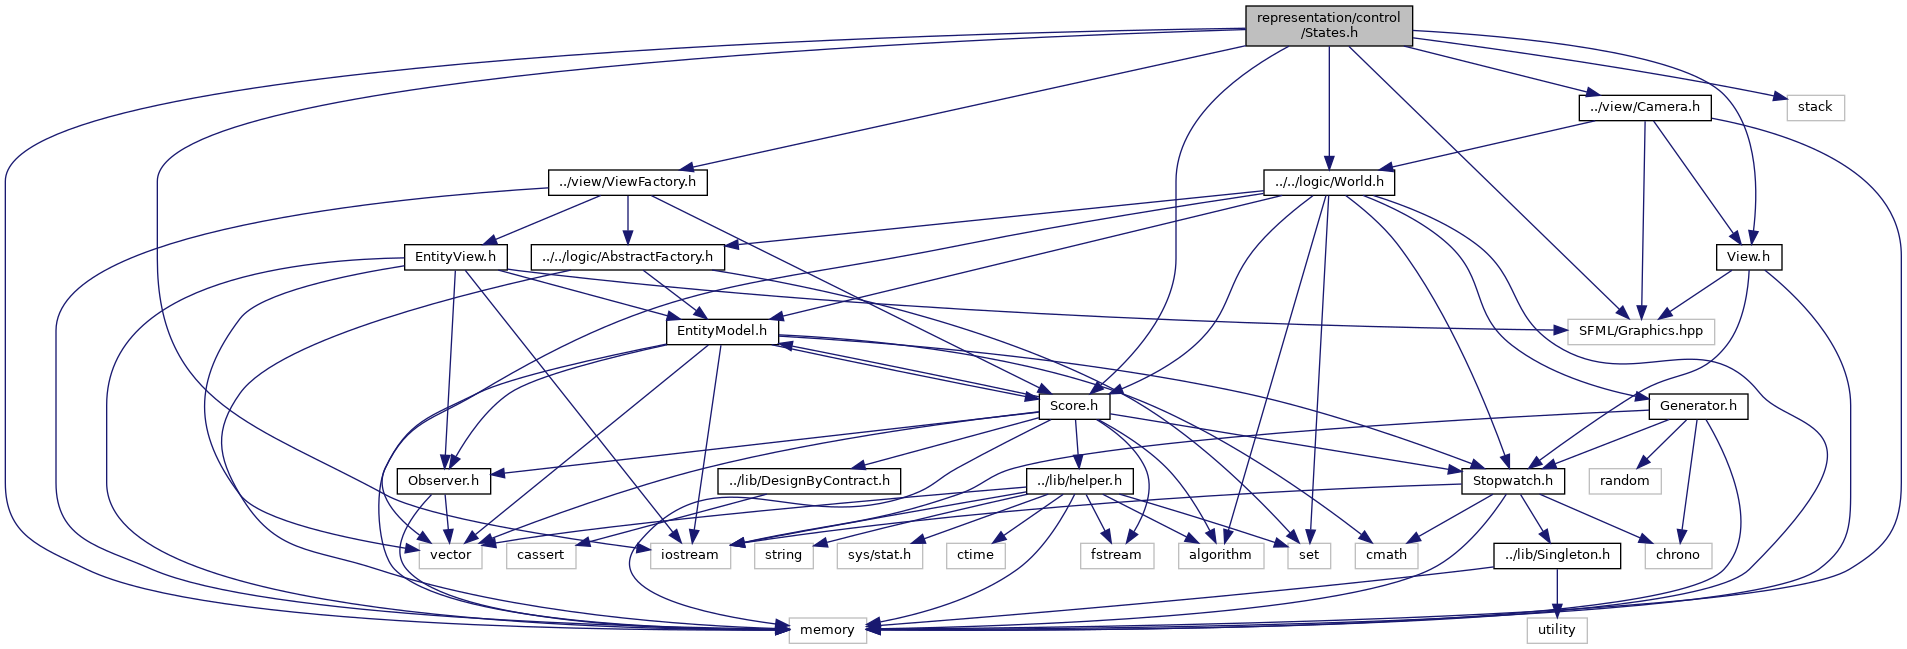 representation/control
/States.h
../view/Camera.h
stack
../view/ViewFactory.h
../../logic/World.h
EntityView.h
../../logic/AbstractFactory.h
View.h
EntityModel.h
SFML/Graphics.hpp
Score.h
Generator.h
Observer.h
../lib/DesignByContract.h
../lib/helper.h
Stopwatch.h
random
vector
cassert
iostream
string
sys/stat.h
ctime
fstream
algorithm
set
cmath
../lib/Singleton.h
chrono
memory
utility